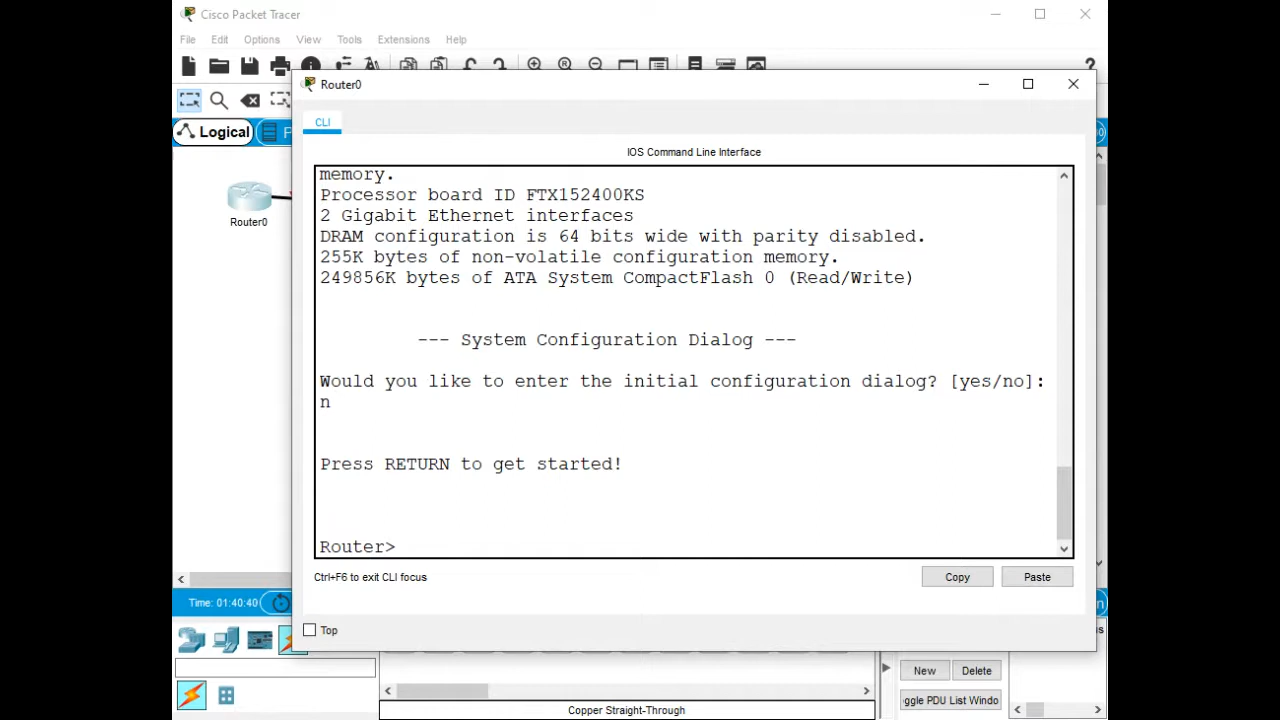 Cisco Packet Tracer
File Edit Options View Tools Extensions Help
Router0
Logical
CLI
IOS Command Line Interface
memory.
Processor board ID FTX152400KS
2 Gigabit Ethernet interfaces
DRAM configuration is 64 bits wide with parity disabled.
255K bytes of non-volatile configuration memory.
249856K bytes of ATA System CompactFlash 0 (Read/Write)
--- System Configuration Dialog ---
Would you like to enter the initial configuration dialog? [yes/no]:
n
Press RETURN to get started!
Router>
Router0
Ctrl+F6 to exit CLI focus
Copy Paste
Time: 01:40:40
Top
New Delete
ggle PDU List Windo
Copper Straight-Through